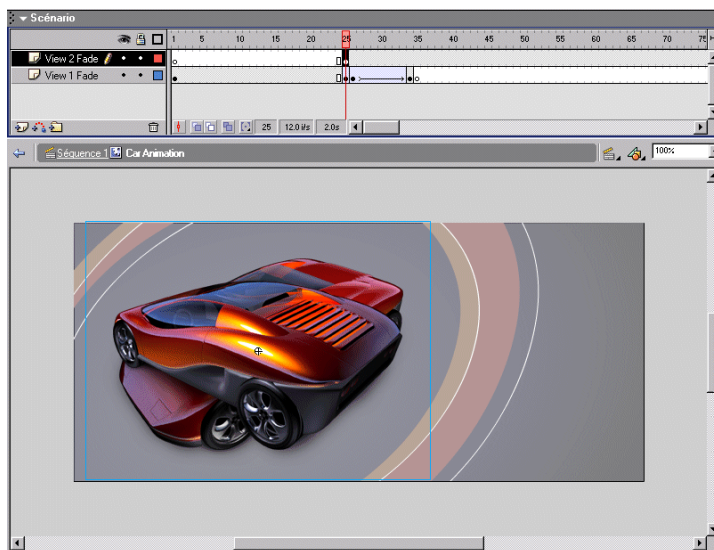 Scénario
1 5 10 15 20 25 30 35 40 45 50 55 60 65 70 75
View 2 Fade
View 1 Fade
25 12.0 i/s 2.0s
Séquence 1 Car Animation 100%